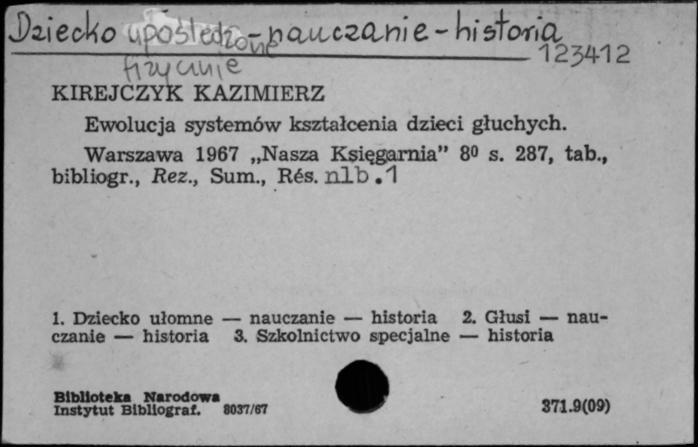 Dziecko upośledzone - nauczanie - historia
fizycznie
123412
KIREJCZYK KAZIMIERZ
Ewolucja systemów kształcenia dzieci głuchych.
Warszawa 1967 „Nasza Księgarnia” 8⁰ s. 287, tab.,
bibliogr., Rez., Sum., Rés. nlb.1
1. Dziecko ułomne — nauczanie — historia 2. Głusi — nau-
czanie — historia 3. Szkolnictwo specjalne — historia
Biblioteka Narodowa
Instytut Bibliograf. 8037/67
371.9(09)